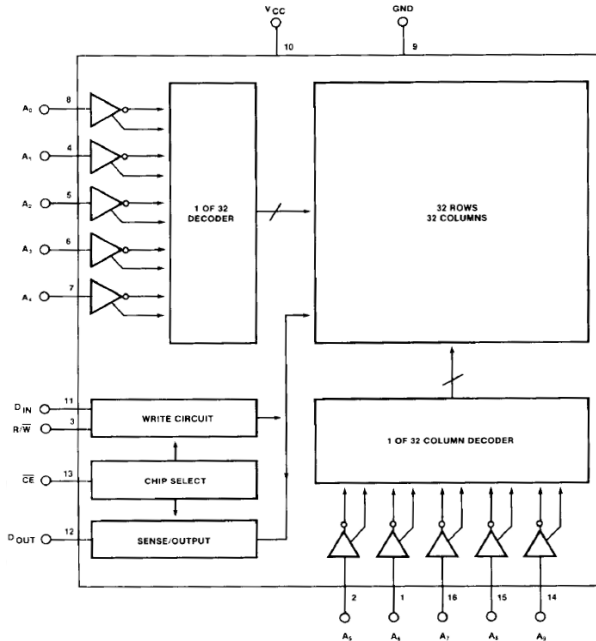 VCC GND
10 9
A0 8
A1 4
A2 5
A3 6
A4 7
1 OF 32
DECODER
32 ROWS
32 COLUMNS
DIN 11
R/W̅ 3
WRITE CIRCUIT
1 OF 32 COLUMN DECODER
C̅E̅ 13
CHIP SELECT
DOUT 12
SENSE/OUTPUT
2 1 16 15 14
A5 A6 A7 A8 A9